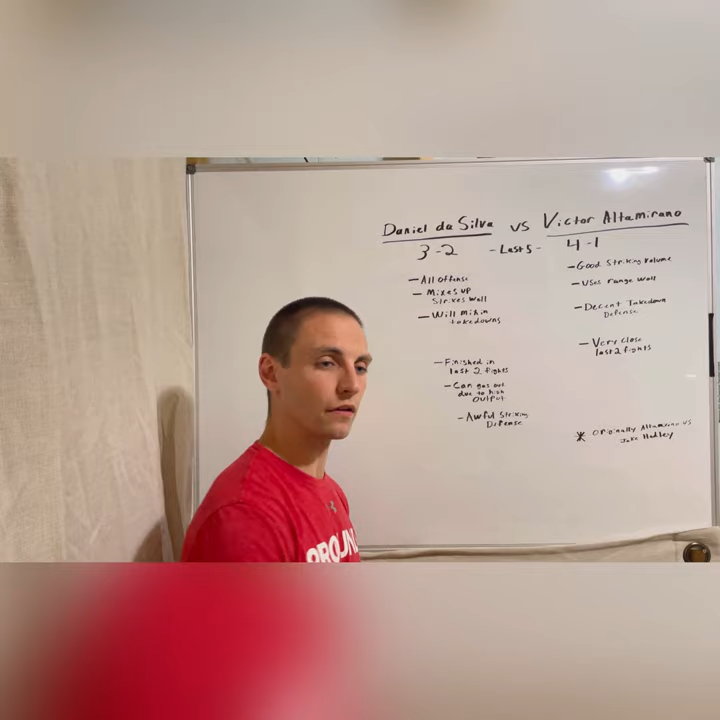 Daniel da Silva vs Victor Altamirano
3-2 - Last 5 - 4-1
- All offense
- Mixes up
Strikes well
- Will mix in
takedowns
- Finished in
last 2 fights
- Can gas out
due to high
output
- Awful Striking
Defense
- Good Striking Volume
- Uses range well
- Decent Takedown
Defense
- Very close
last 2 fights
* Originally Altamirano vs
Jake Hadley